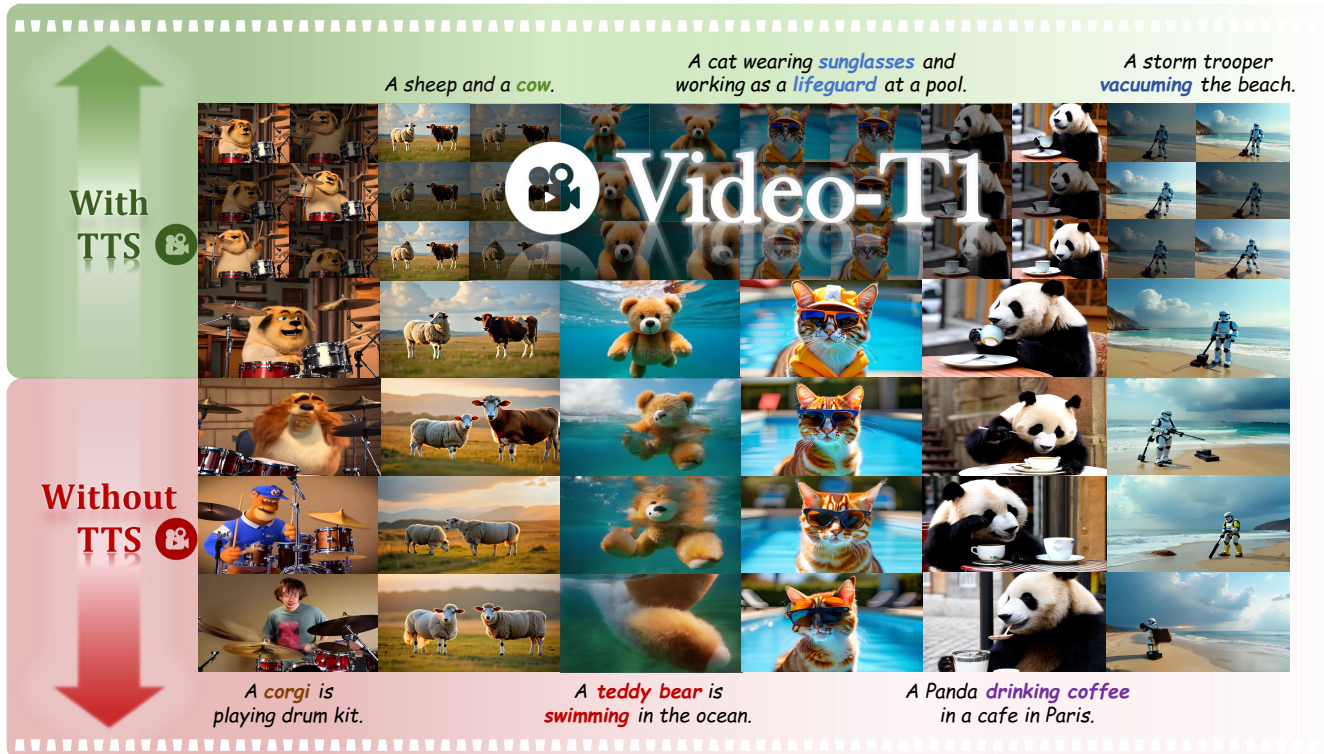 A sheep and a cow.
A cat wearing sunglasses and
working as a lifeguard at a pool.
A storm trooper
vacuuming the beach.
Video-T1
With
TTS
Without
TTS
A corgi is
playing drum kit.
A teddy bear is
swimming in the ocean.
A Panda drinking coffee
in a cafe in Paris.